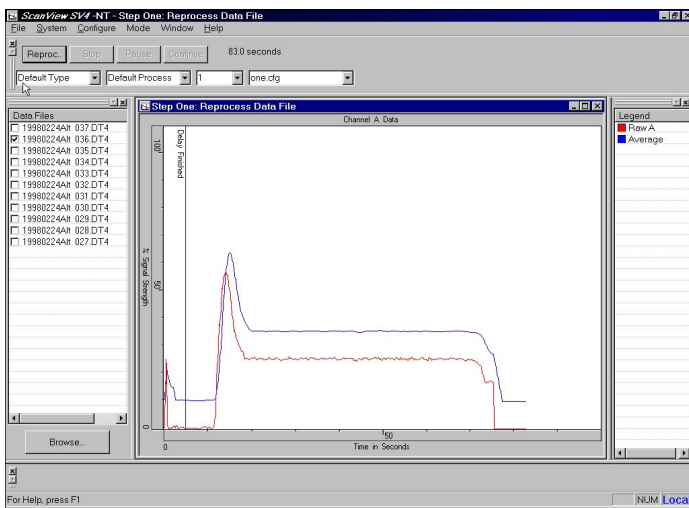 ScanView SV4 -NT - Step One: Reprocess Data File
File System Configure Mode Window Help
Reproc. Stop Pause Continue 83.0 seconds
Default Type Default Process 1 one.cfg
Data Files
19980224Alt 037.DT4
19980224Alt 036.DT4
19980224Alt 035.DT4
19980224Alt 034.DT4
19980224Alt 033.DT4
19980224Alt 032.DT4
19980224Alt 031.DT4
19980224Alt 030.DT4
19980224Alt 029.DT4
19980224Alt 028.DT4
19980224Alt 027.DT4
Browse...
Step One: Reprocess Data File
Channel A Data
Delay Finished
% Signal Strength
100
50
0
0
50
Time in Seconds
Legend
Raw A
Average
For Help, press F1
NUM Loca